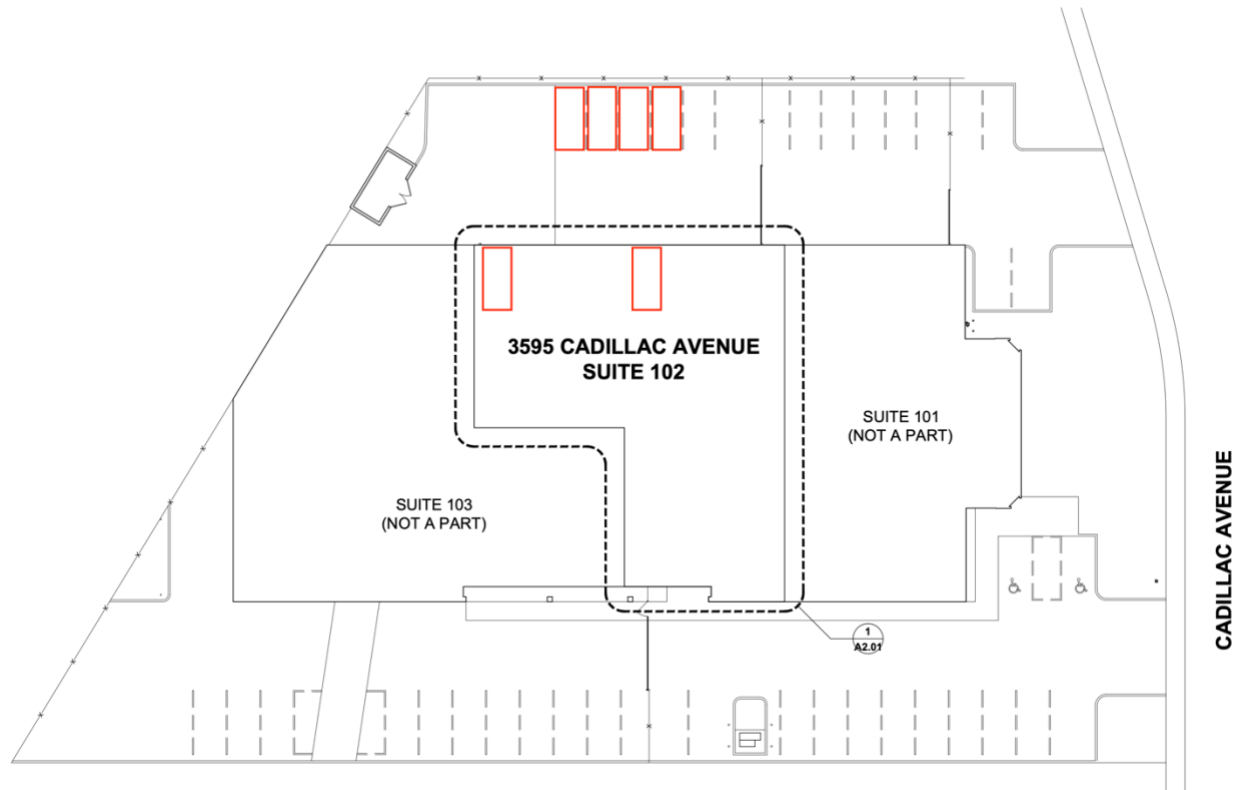 3595 CADILLAC AVENUE
SUITE 102
SUITE 101
(NOT A PART)
SUITE 103
(NOT A PART)
CADILLAC AVENUE
1
A2.01